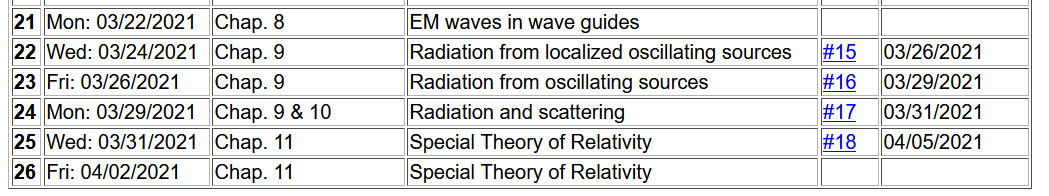 21 Mon: 03/22/2021 Chap. 8 EM waves in wave guides
22 Wed: 03/24/2021 Chap. 9 Radiation from localized oscillating sources #15 03/26/2021
23 Fri: 03/26/2021 Chap. 9 Radiation from oscillating sources #16 03/29/2021
24 Mon: 03/29/2021 Chap. 9 & 10 Radiation and scattering #17 03/31/2021
25 Wed: 03/31/2021 Chap. 11 Special Theory of Relativity #18 04/05/2021
26 Fri: 04/02/2021 Chap. 11 Special Theory of Relativity